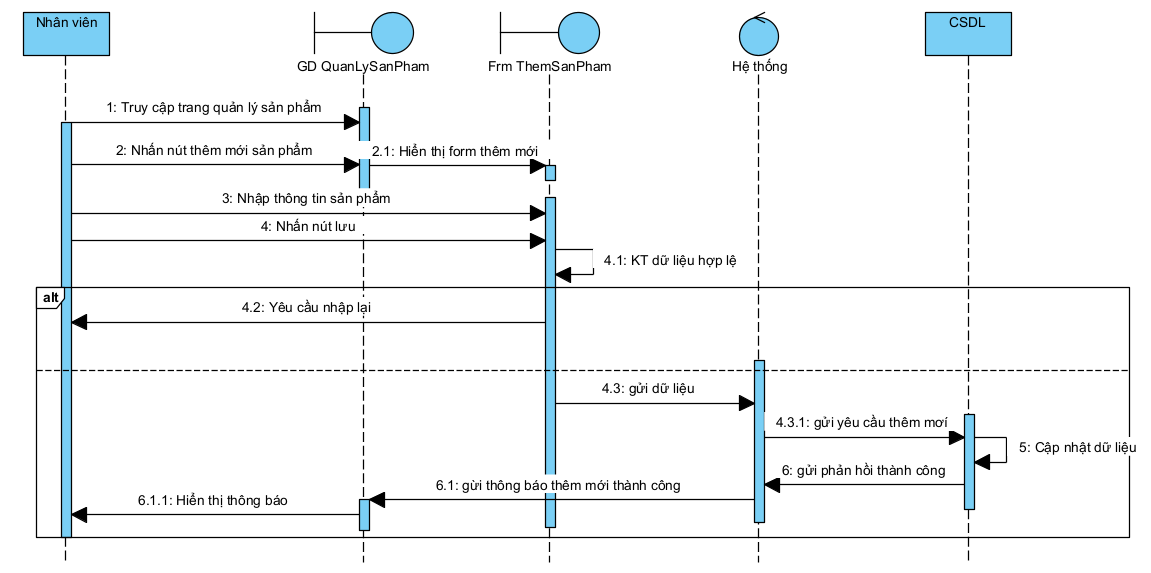 Nhân viên
CSDL
GD QuanLySanPham
Frm ThemSanPham
Hệ thống
1: Truy cập trang quản lý sản phẩm
2: Nhấn nút thêm mới sản phẩm
2.1: Hiển thị form thêm mới
3: Nhập thông tin sản phẩm
4: Nhấn nút lưu
4.1: KT dữ liệu hợp lệ
alt
4.2: Yêu cầu nhập lại
4.3: gửi dữ liệu
4.3.1: gửi yêu cầu thêm mơí
5: Cập nhật dữ liệu
6: gửi phản hồi thành công
6.1: gừi thông báo thêm mới thành công
6.1.1: Hiển thị thông báo